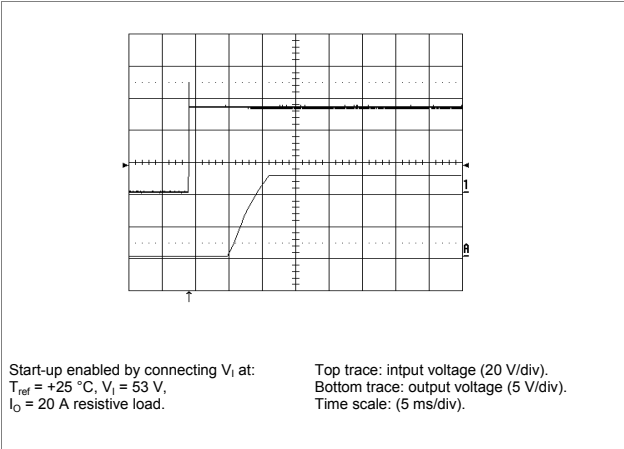 1
A
Start-up enabled by connecting VI at:
Tref = +25 °C, VI = 53 V,
IO = 20 A resistive load.
Top trace: intput voltage (20 V/div).
Bottom trace: output voltage (5 V/div).
Time scale: (5 ms/div).